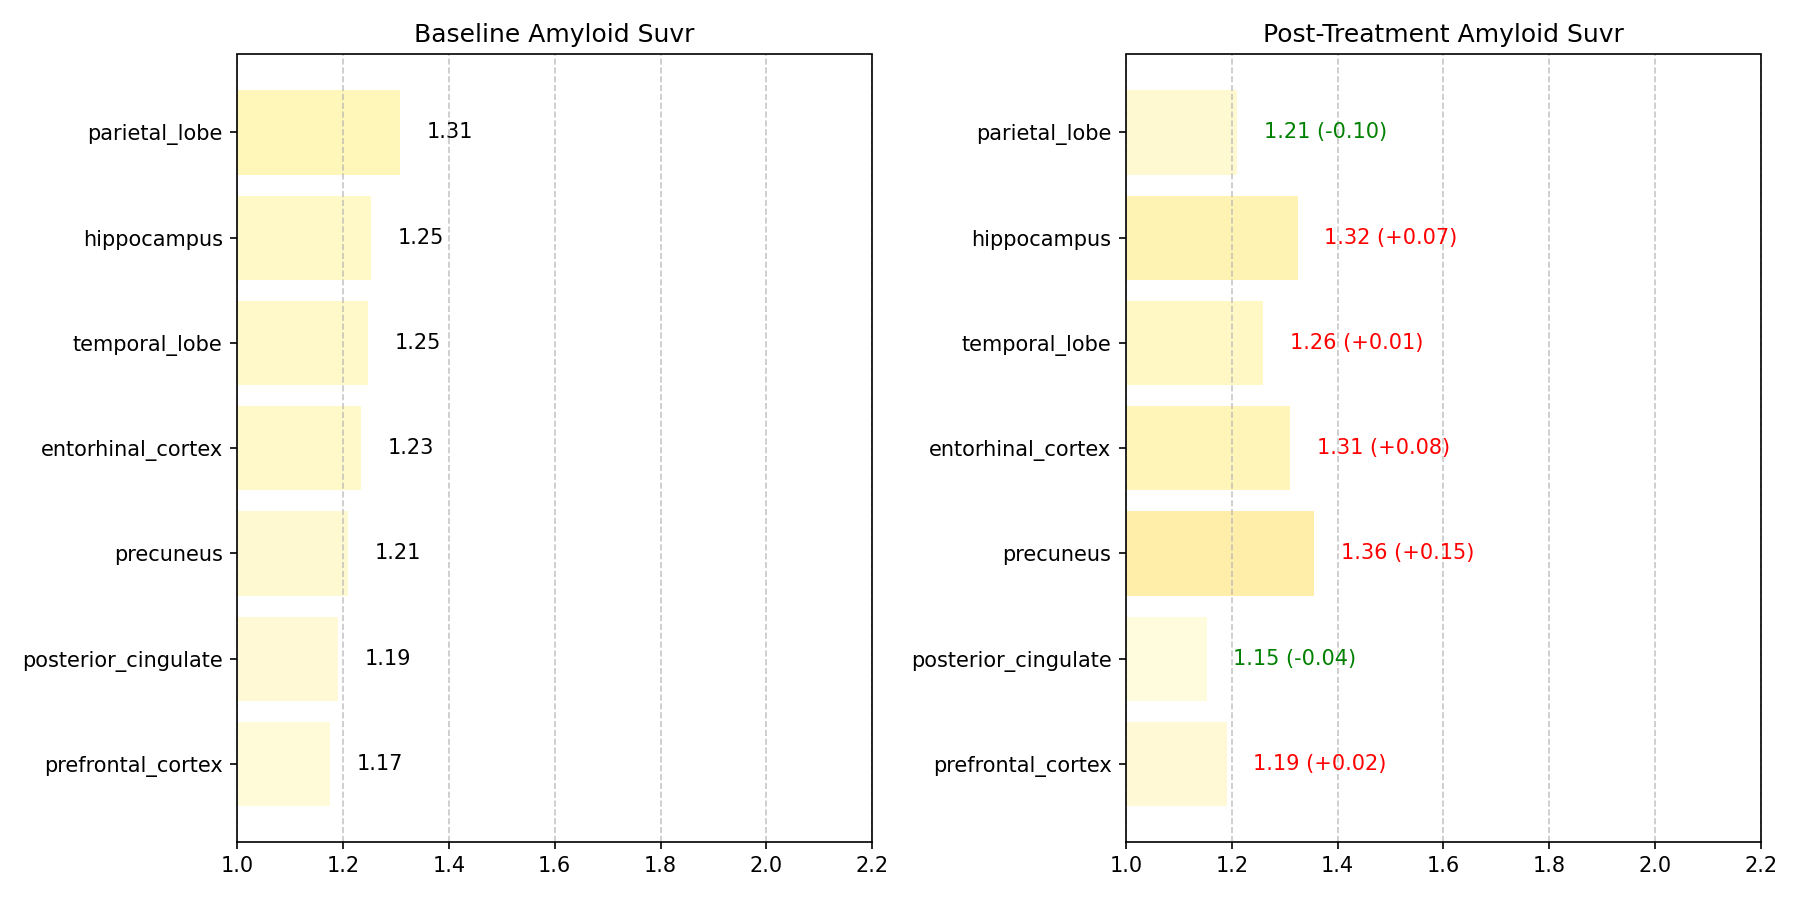 Baseline Amyloid Suvr
parietal_lobe
1.31
hippocampus
1.25
temporal_lobe
1.25
entorhinal_cortex
1.23
precuneus
1.21
posterior_cingulate
1.19
prefrontal_cortex
1.17
1.0 1.2 1.4 1.6 1.8 2.0 2.2
Post-Treatment Amyloid Suvr
parietal_lobe
1.21 (-0.10)
hippocampus
1.32 (+0.07)
temporal_lobe
1.26 (+0.01)
entorhinal_cortex
1.31 (+0.08)
precuneus
1.36 (+0.15)
posterior_cingulate
1.15 (-0.04)
prefrontal_cortex
1.19 (+0.02)
1.0 1.2 1.4 1.6 1.8 2.0 2.2